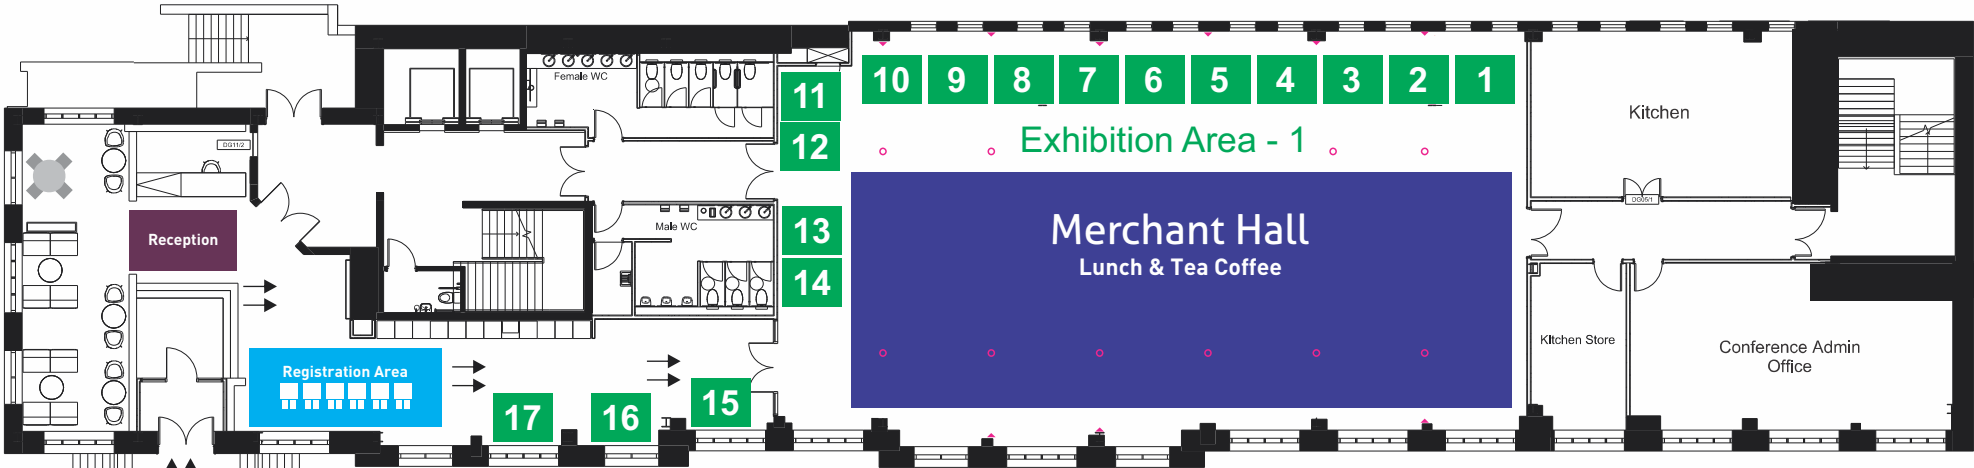 Female WC
11
10
9
8
7
6
5
4
3
2
1
Kitchen
DG11/2
12
Exhibition Area - 1
DG05/1
Reception
Male WC
13
Merchant Hall
Lunch & Tea Coffee
14
Kitchen Store
Conference Admin
Office
Registration Area
15
16
17